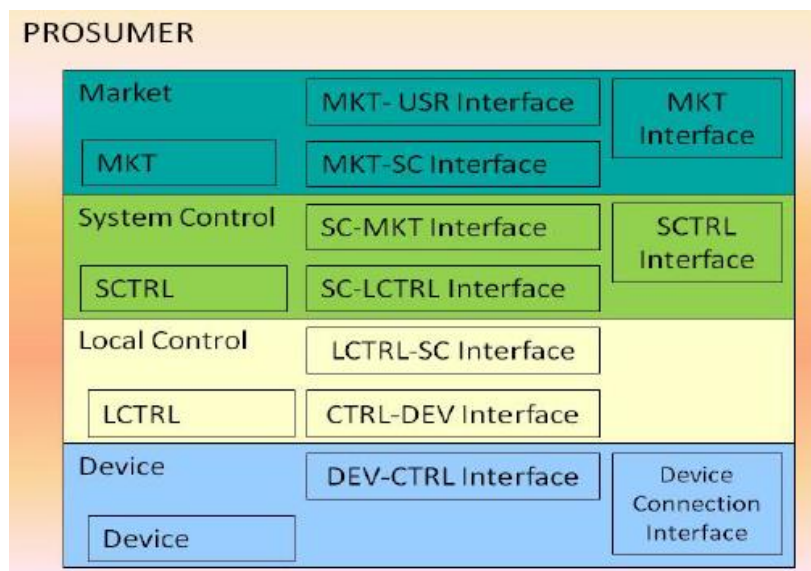 PROSUMER
Market
MKT- USR Interface
MKT
Interface
MKT
MKT-SC Interface
System Control
SC-MKT Interface
SCTRL
Interface
SCTRL
SC-LCTRL Interface
Local Control
LCTRL-SC Interface
LCTRL
CTRL-DEV Interface
Device
DEV-CTRL Interface
Device
Connection
Interface
Device